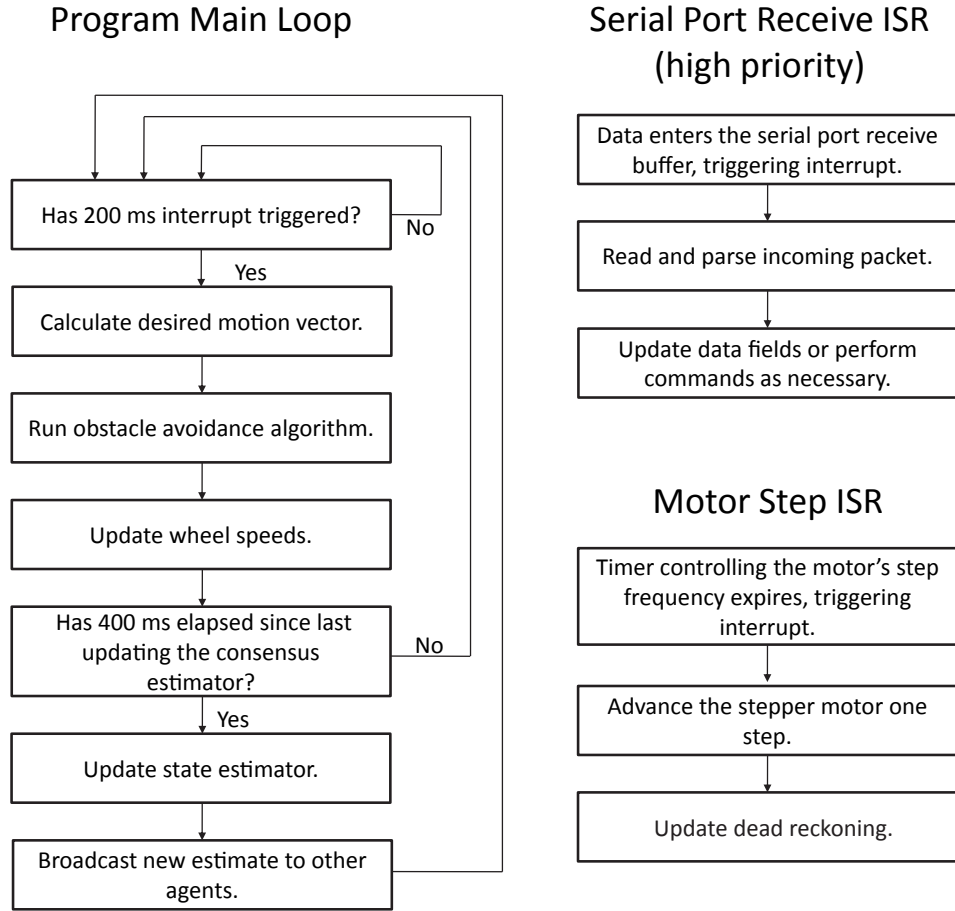 Program Main Loop
Has 200 ms interrupt triggered?
No
Yes
Calculate desired motion vector.
Run obstacle avoidance algorithm.
Update wheel speeds.
Has 400 ms elapsed since last
updating the consensus
estimator?
No
Yes
Update state estimator.
Broadcast new estimate to other
agents.
Serial Port Receive ISR
(high priority)
Data enters the serial port receive
buffer, triggering interrupt.
Read and parse incoming packet.
Update data fields or perform
commands as necessary.
Motor Step ISR
Timer controlling the motor’s step
frequency expires, triggering
interrupt.
Advance the stepper motor one
step.
Update dead reckoning.